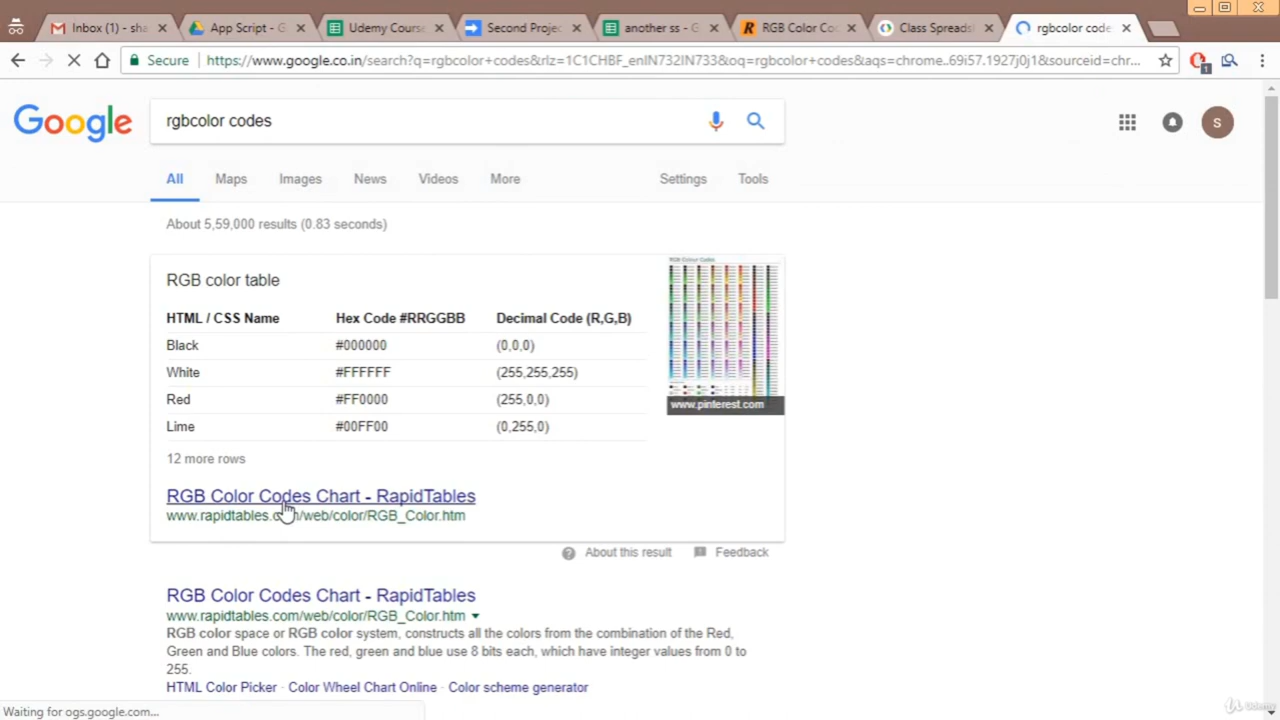 Inbox (1) - sha
App Script - G
Udemy Course
Second Projec
another ss - G
RGB Color Co
Class Spreads
rgbcolor codes
Secure
https://www.google.co.in/search?q=rgbcolor+codes&rlz=1C1CHBF_enIN732IN733&oq=rgbcolor+codes&aqs=chrome..69i57.1927j0j1&sourceid=chr...
1
Google
rgbcolor codes
S
All
Maps
Images
News
Videos
More
Settings
Tools
About 5,59,000 results (0.83 seconds)
RGB color table
HTML / CSS Name
Hex Code #RRGGBB
Decimal Code (R,G,B)
Black
#000000
(0,0,0)
White
#FFFFFF
(255,255,255)
Red
#FF0000
(255,0,0)
Lime
#00FF00
(0,255,0)
www.pinterest.com
12 more rows
RGB Color Codes Chart - RapidTables
www.rapidtables.com/web/color/RGB_Color.htm
About this result
Feedback
RGB Color Codes Chart - RapidTables
www.rapidtables.com/web/color/RGB_Color.htm
RGB color space or RGB color system, constructs all the colors from the combination of the Red,
Green and Blue colors. The red, green and blue use 8 bits each, which have integer values from 0 to
255.
HTML Color Picker · Color Wheel Chart Online · Color scheme generator
Waiting for ogs.google.com...
Udemy